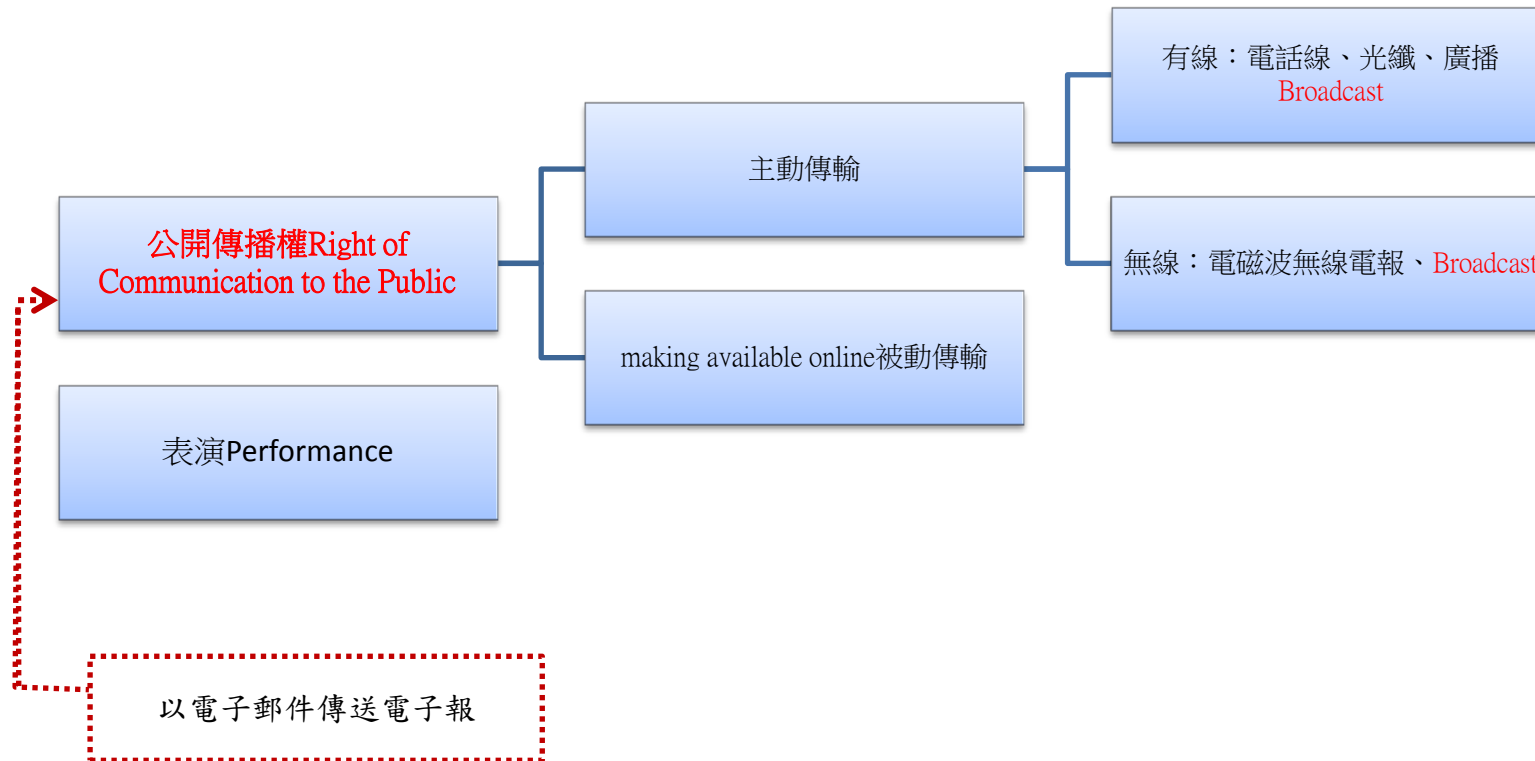 有線：電話線、光纖、廣播
Broadcast
主動傳輸
公開傳播權Right of
Communication to the Public
無線：電磁波無線電報、Broadcast
making available online被動傳輸
表演Performance
以電子郵件傳送電子報